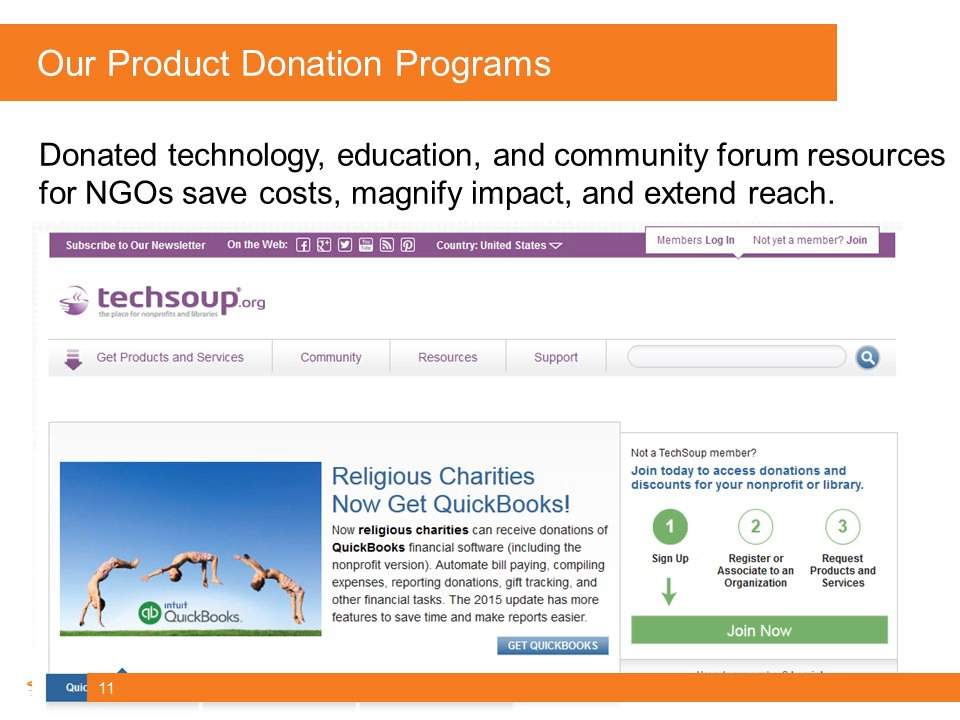 Our Product Donation Programs
Donated technology, education, and community forum resources
for NGOs save costs, magnify impact, and extend reach.
Subscribe to Our Newsletter On the Web: Country: United States Members Log In Not yet a member? Join
techsoup.org
the place for nonprofits and libraries
Get Products and Services Community Resources Support
Religious Charities
Now Get QuickBooks!
Now religious charities can receive donations of
QuickBooks financial software (including the
nonprofit version). Automate bill paying, compiling
expenses, reporting donations, gift tracking, and
other financial tasks. The 2015 update has more
features to save time and make reports easier.
GET QUICKBOOKS
qb intuit
QuickBooks.
Not a TechSoup member?
Join today to access donations and
discounts for your nonprofit or library.
1 2 3
Sign Up
Register or
Associate to an
Organization
Request
Products and
Services
Join Now
11